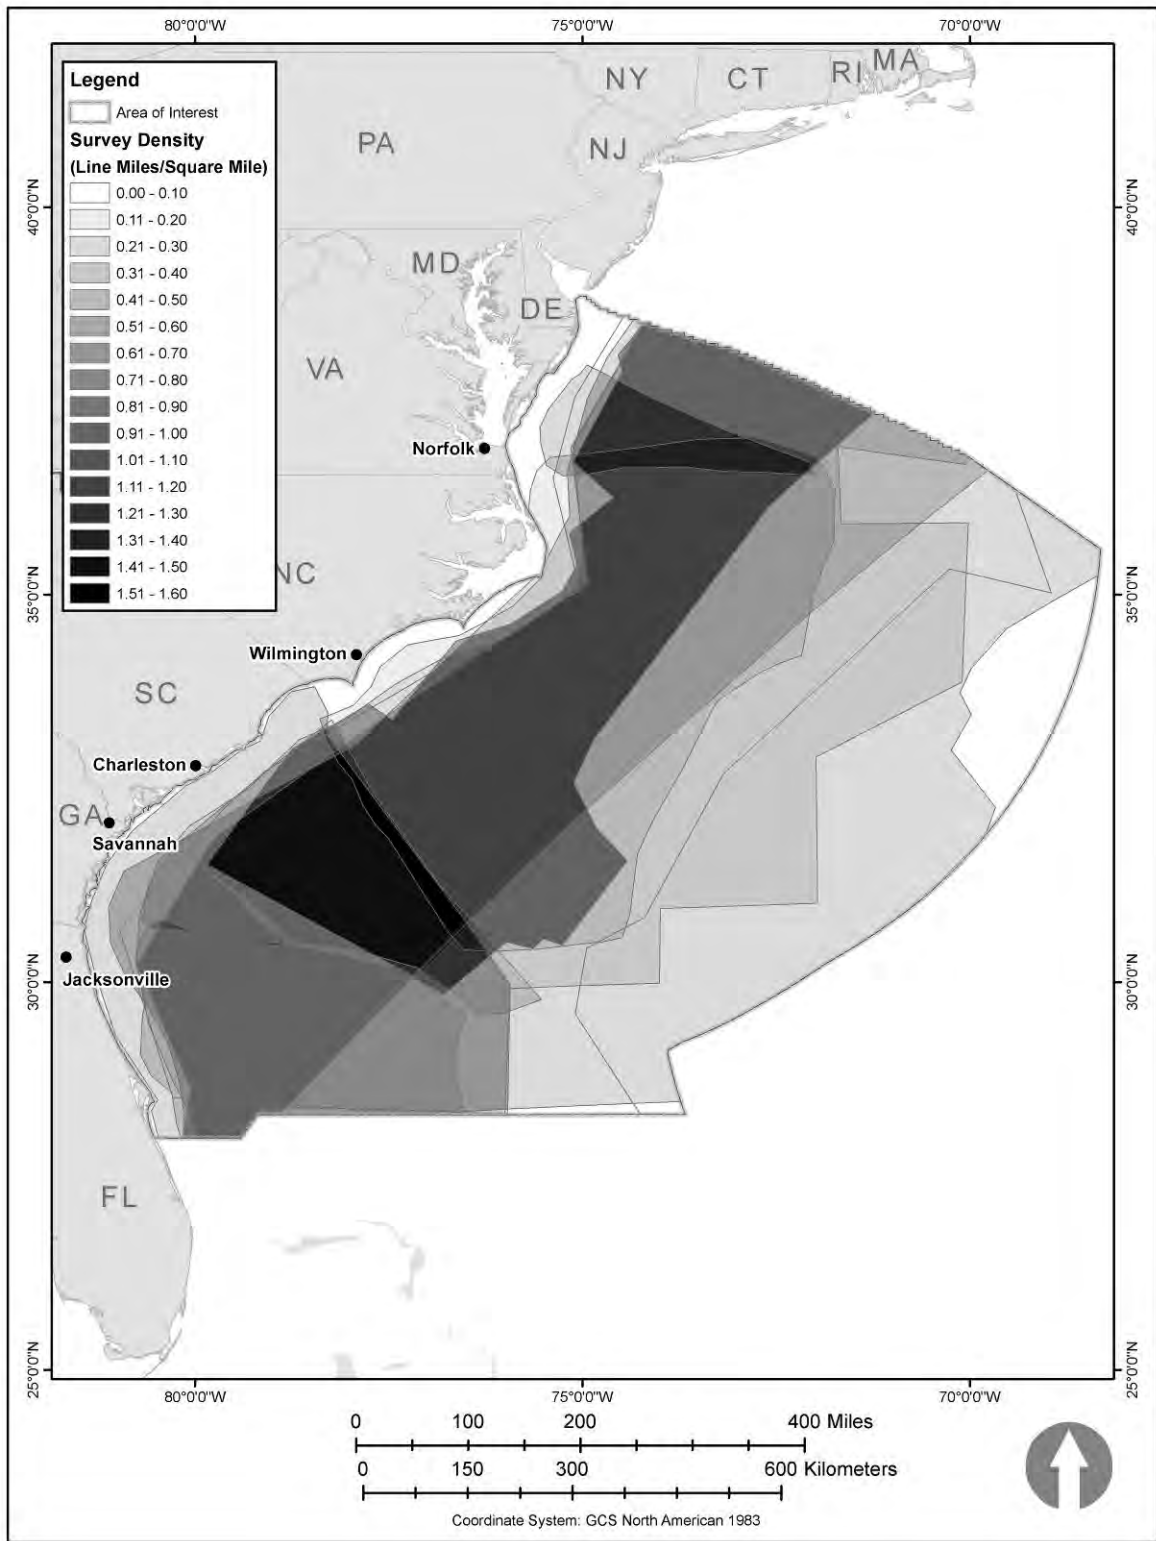 80°0'0"W 75°0'0"W 70°0'0"W
Legend
Area of Interest
Survey Density
(Line Miles/Square Mile)
0.00 - 0.10
0.11 - 0.20
0.21 - 0.30
0.31 - 0.40
0.41 - 0.50
0.51 - 0.60
0.61 - 0.70
0.71 - 0.80
0.81 - 0.90
0.91 - 1.00
1.01 - 1.10
1.11 - 1.20
1.21 - 1.30
1.31 - 1.40
1.41 - 1.50
1.51 - 1.60
NY CT RI MA
PA NJ
40°0'0"N 40°0'0"N
MD
DE
VA
Norfolk
35°0'0"N NC 35°0'0"N
Wilmington
SC
Charleston
GA
Savannah
30°0'0"N Jacksonville 30°0'0"N
FL
25°0'0"N 25°0'0"N
80°0'0"W 75°0'0"W 70°0'0"W
0 100 200 400 Miles
0 150 300 600 Kilometers
Coordinate System: GCS North American 1983